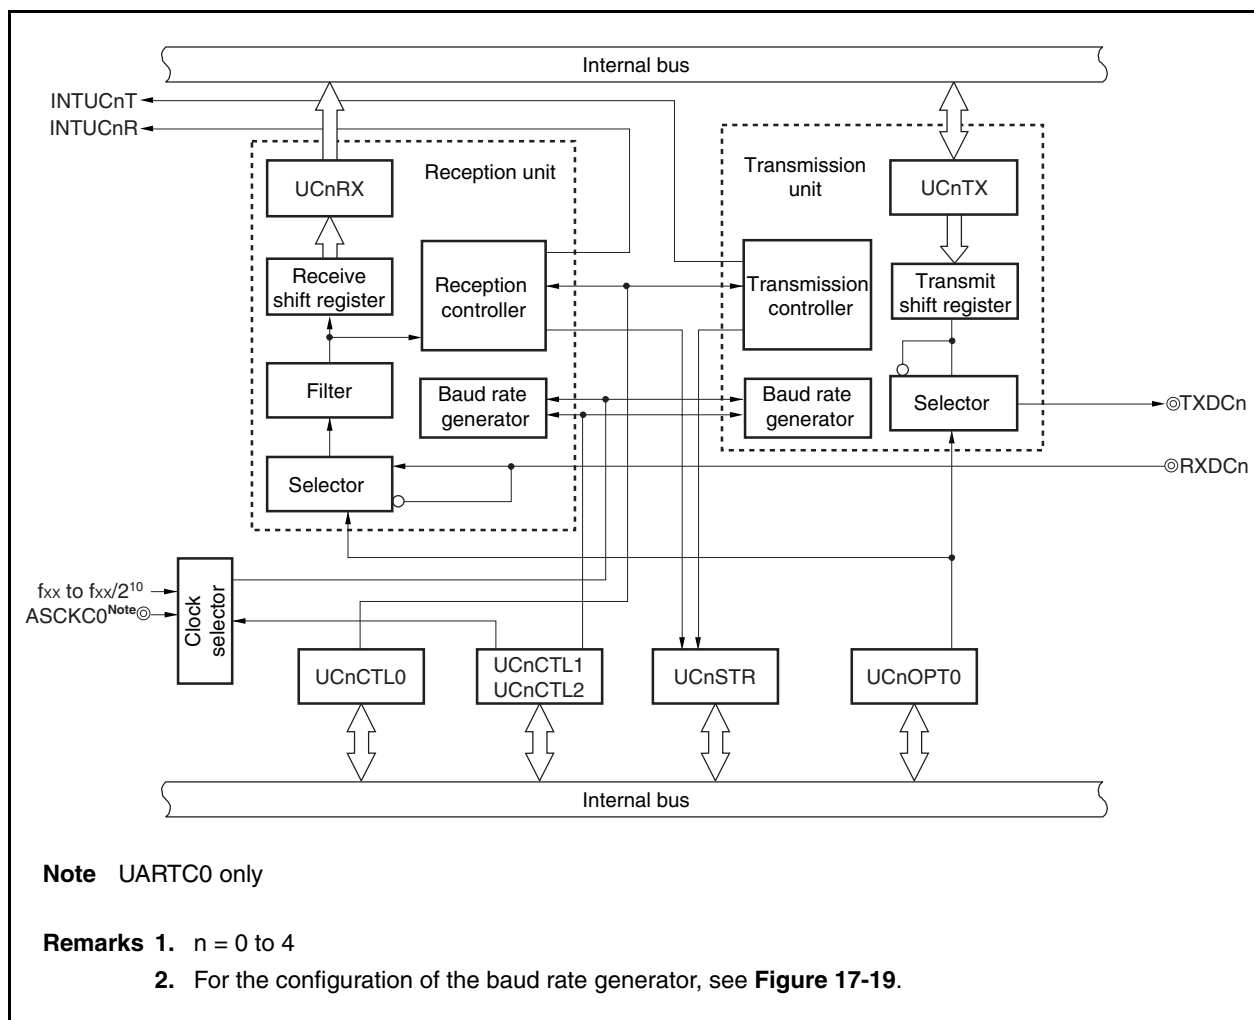 Internal bus
INTUCnT
INTUCnR
Reception unit
Transmission
unit
UCnRX
UCnTX
Receive
shift register
Reception
controller
Transmission
controller
Transmit
shift register
Filter
Baud rate
generator
Baud rate
generator
Selector
TXDCn
Selector
RXDCn
fxx to fxx/2¹⁰
ASCKC0Note
Clock
selector
UCnCTL0
UCnCTL1
UCnCTL2
UCnSTR
UCnOPT0
Internal bus
Note UARTC0 only
Remarks 1. n = 0 to 4
2. For the configuration of the baud rate generator, see Figure 17-19.